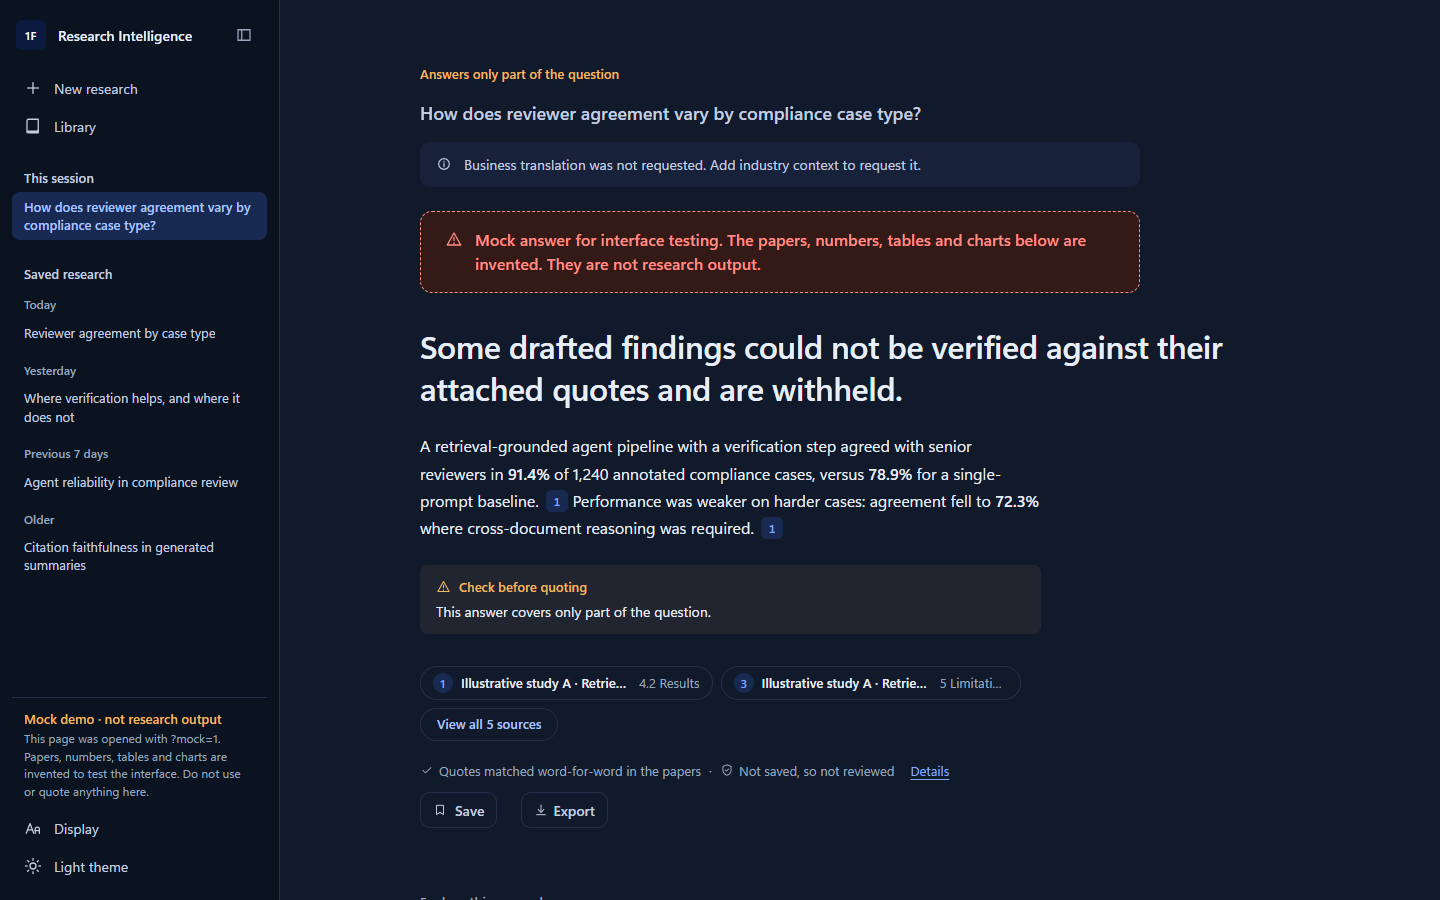 1F Research Intelligence
New research
Library
This session
How does reviewer agreement vary by
compliance case type?
Saved research
Today
Reviewer agreement by case type
Yesterday
Where verification helps, and where it
does not
Previous 7 days
Agent reliability in compliance review
Older
Citation faithfulness in generated
summaries
Mock demo · not research output
This page was opened with ?mock=1.
Papers, numbers, tables and charts are
invented to test the interface. Do not use
or quote anything here.
Display
Light theme
Answers only part of the question
How does reviewer agreement vary by compliance case type?
Business translation was not requested. Add industry context to request it.
Mock answer for interface testing. The papers, numbers, tables and charts below are
invented. They are not research output.
Some drafted findings could not be verified against their
attached quotes and are withheld.
A retrieval-grounded agent pipeline with a verification step agreed with senior
reviewers in 91.4% of 1,240 annotated compliance cases, versus 78.9% for a single-
prompt baseline. 1 Performance was weaker on harder cases: agreement fell to 72.3%
where cross-document reasoning was required. 1
Check before quoting
This answer covers only part of the question.
1 Illustrative study A · Retrie... 4.2 Results
3 Illustrative study A · Retrie... 5 Limitati...
View all 5 sources
Quotes matched word-for-word in the papers · Not saved, so not reviewed Details
Save Export